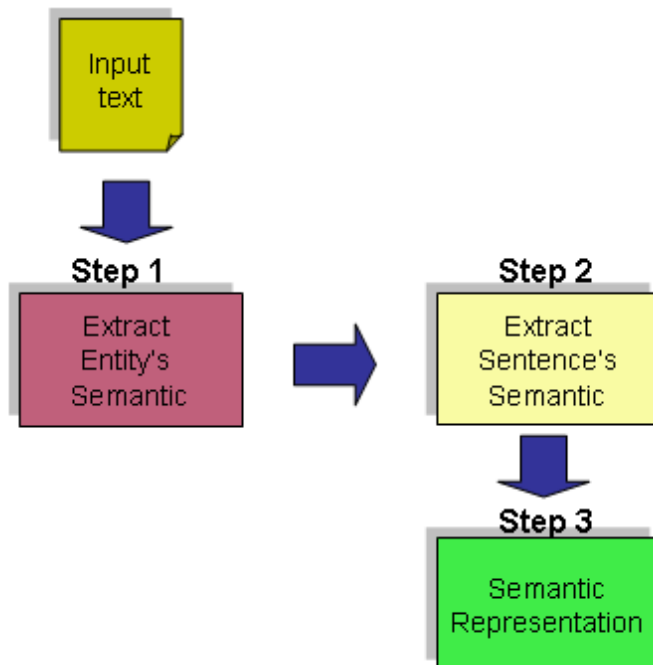 Input
text
Step 1
Extract
Entity's
Semantic
Step 2
Extract
Sentence's
Semantic
Step 3
Semantic
Representation